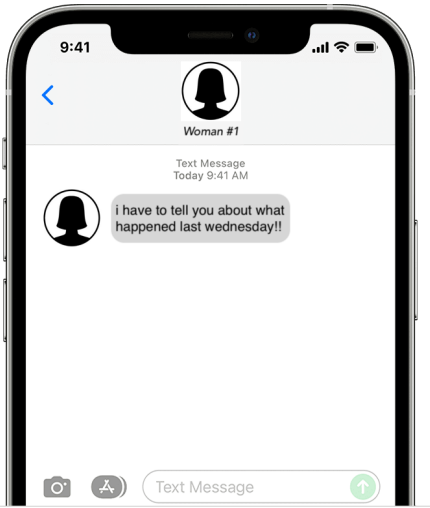 9:41
Woman #1
Text Message
Today 9:41 AM
i have to tell you about what
happened last wednesday!!
Text Message